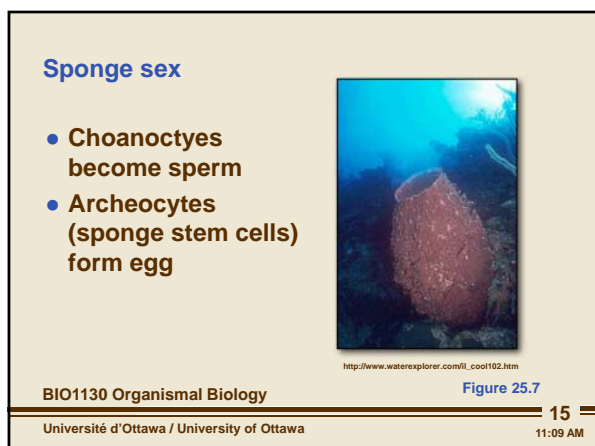 Sponge sex
● Choanoctyes
become sperm
● Archeocytes
(sponge stem cells)
form egg
http://www.waterexplorer.com/il_cool102.htm
Figure 25.7
BIO1130 Organismal Biology
15
Université d'Ottawa / University of Ottawa
11:09 AM